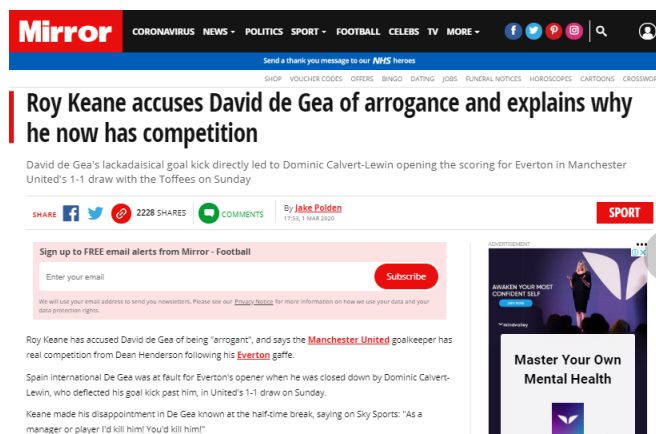 Mirror
CORONAVIRUS NEWS POLITICS SPORT FOOTBALL CELEBS TV MORE
Send a thank you message to our NHS heroes
SHOP VOUCHER CODES OFFERS BINGO DATING JOBS FUNERAL NOTICES HOROSCOPES CARTOONS CROSSWOR
Roy Keane accuses David de Gea of arrogance and explains why
he now has competition
David de Gea's lackadaisical goal kick directly led to Dominic Calvert-Lewin opening the scoring for Everton in Manchester
United's 1-1 draw with the Toffees on Sunday
SHARE 2228 SHARES COMMENTS
By Jake Polden
17:53, 1 MAR 2020
SPORT
Sign up to FREE email alerts from Mirror - Football
Enter your email
Subscribe
We will use your email address to send you newsletters. Please see our Privacy Notice for more information on how we use your data and your
data protection rights.
ADVERTISEMENT
AWAKEN YOUR MOST
CONFIDENT SELF
mindvalley
Master Your Own
Mental Health
Roy Keane has accused David de Gea of being "arrogant", and says the Manchester United goalkeeper has
real competition from Dean Henderson following his Everton gaffe.
Spain international De Gea was at fault for Everton's opener when he was closed down by Dominic Calvert-
Lewin, who deflected his goal kick past him, in United's 1-1 draw on Sunday.
Keane made his disappointment in De Gea known at the half-time break, saying on Sky Sports: "As a
manager or player I'd kill him! You'd kill him!"